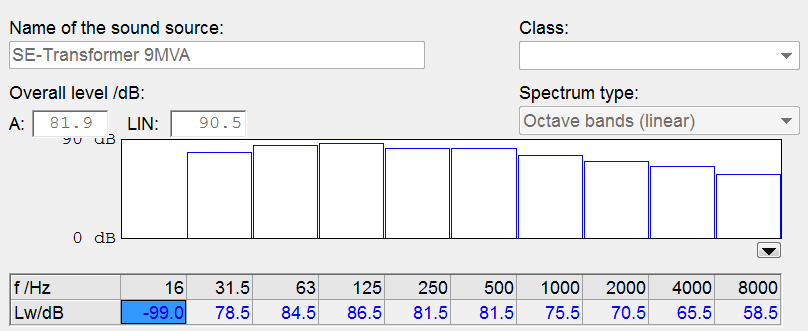 Name of the sound source:
Class:
SE-Transformer 9MVA
Overall level /dB:
Spectrum type:
A: 81.9 LIN: 90.5
Octave bands (linear)
90 dB
0 dB
f /Hz 16 31.5 63 125 250 500 1000 2000 4000 8000
Lw/dB -99.0 78.5 84.5 86.5 81.5 81.5 75.5 70.5 65.5 58.5